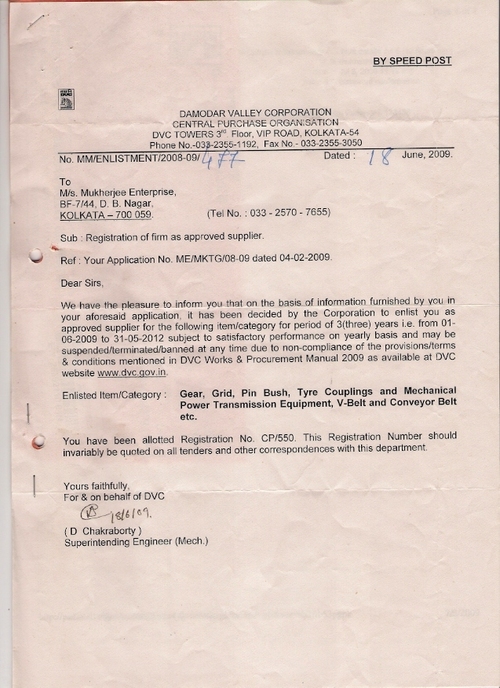 BY SPEED POST
DAMODAR VALLEY CORPORATION
CENTRAL PURCHASE ORGANISATION
DVC TOWERS 3rd Floor, VIP ROAD, KOLKATA-54
Phone No.-033-2355-1192, Fax No.- 033-2355-3050
No. MM/ENLISTMENT/2008-09/477 Dated : 18 June, 2009.
To
M/s. Mukherjee Enterprise,
BF-7/44, D. B. Nagar,
KOLKATA – 700 059. (Tel No. : 033 - 2570 - 7655)
Sub : Registration of firm as approved supplier.
Ref : Your Application No. ME/MKTG/08-09 dated 04-02-2009.
Dear Sirs,
We have the pleasure to inform you that on the basis of information furnished by you in
your aforesaid application, it has been decided by the Corporation to enlist you as
approved supplier for the following item/category for period of 3(three) years i.e. from 01-
06-2009 to 31-05-2012 subject to satisfactory performance on yearly basis and may be
suspended/terminated/banned at any time due to non-compliance of the provisions/terms
& conditions mentioned in DVC Works & Procurement Manual 2009 as available at DVC
website www.dvc.gov.in.
Enlisted Item/Category : Gear, Grid, Pin Bush, Tyre Couplings and Mechanical
Power Transmission Equipment, V-Belt and Conveyor Belt
etc.
You have been allotted Registration No. CP/550. This Registration Number should
invariably be quoted on all tenders and other correspondences with this department.
Yours faithfully,
For & on behalf of DVC
18/6/09.
( D Chakraborty )
Superintending Engineer (Mech.)